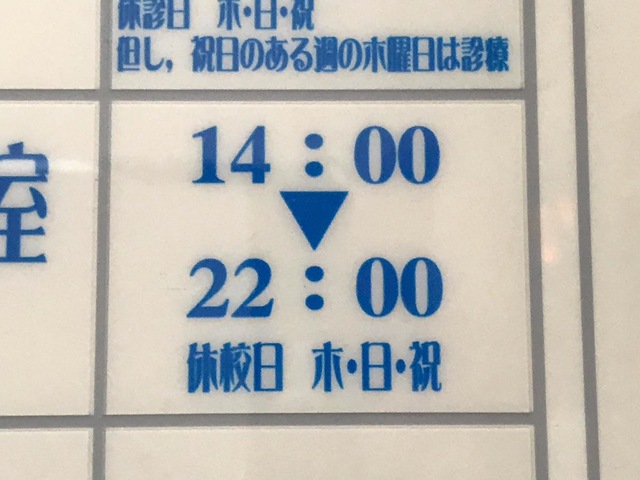 休診日 木・日・祝
但し，祝日のある週の木曜日は診療
室
14：00
▼
22：00
休校日 木・日・祝